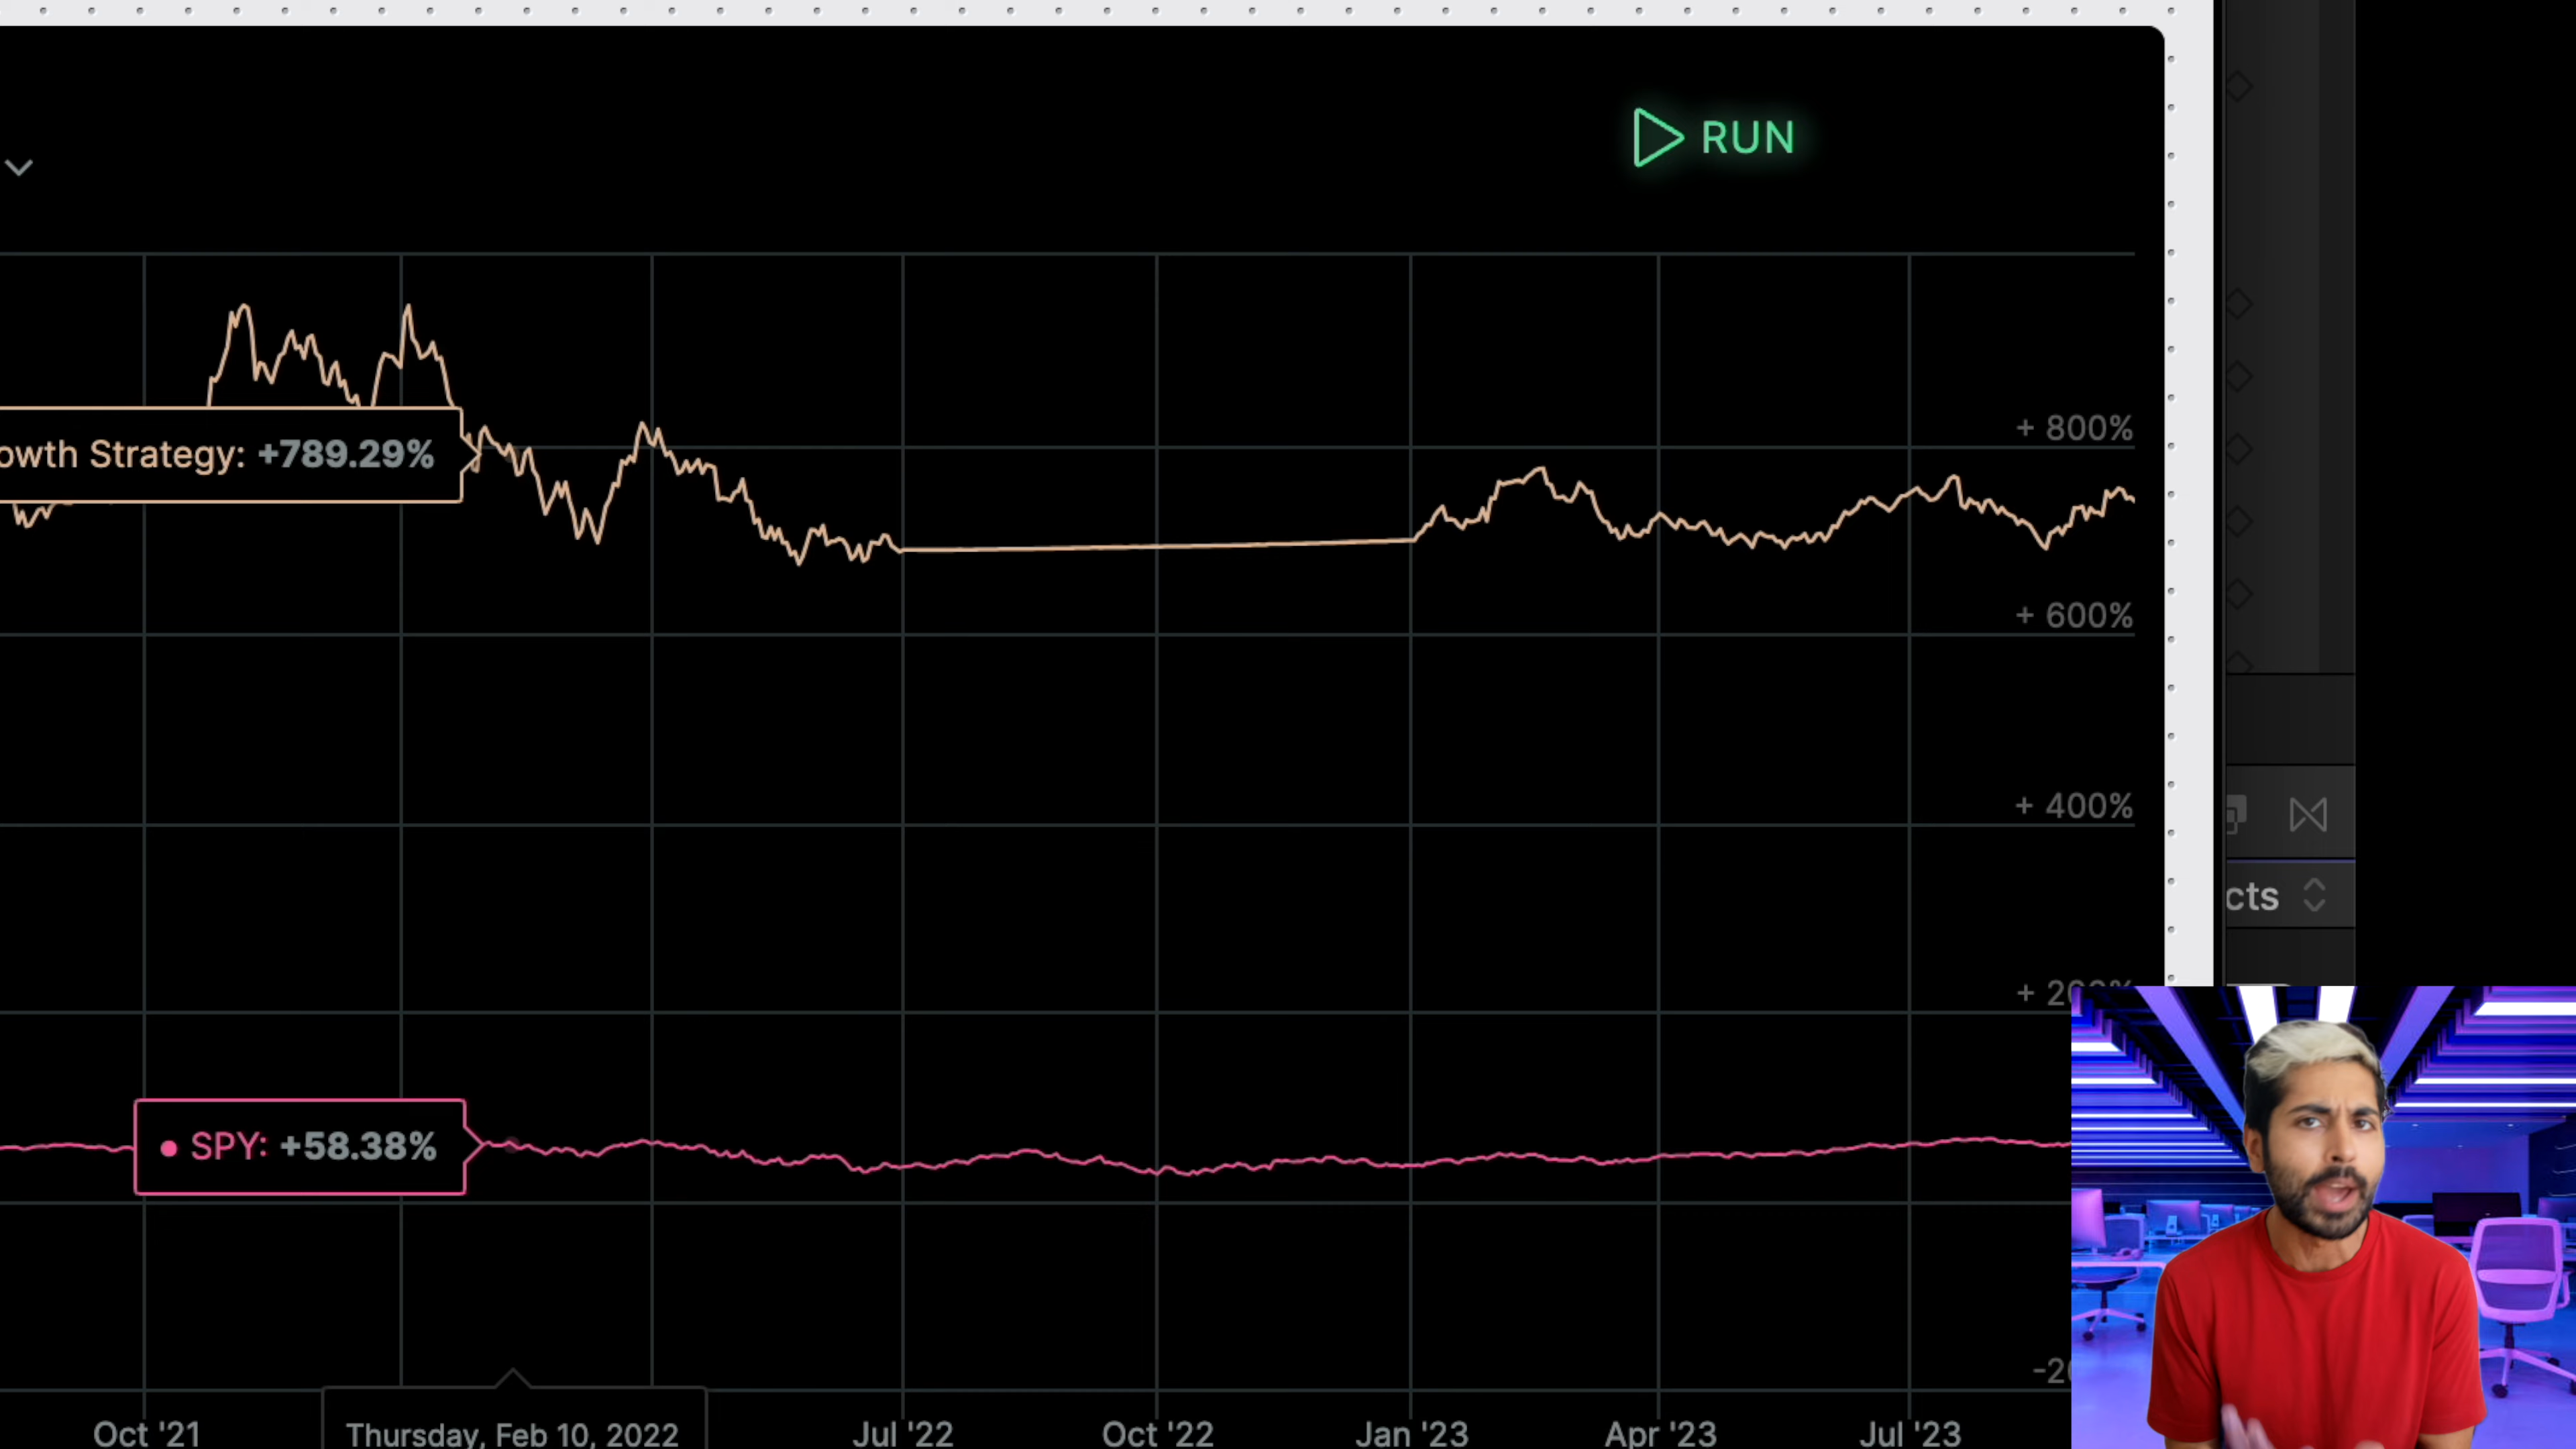 RUN
+ 800%
owth Strategy: +789.29%
+ 600%
+ 400%
SPY: +58.38%
cts
Oct '21
Thursday, Feb 10, 2022
Jul '22
Oct '22
Jan '23
Apr '23
Jul '23